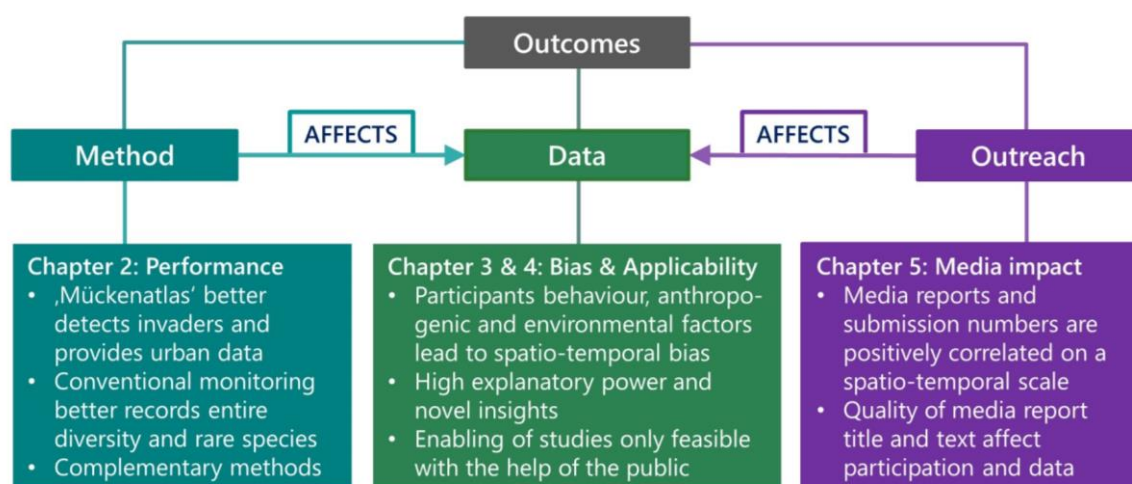 Outcomes
AFFECTS
AFFECTS
Method
Data
Outreach
Chapter 2: Performance
• ‚Mückenatlas‘ better
detects invaders and
provides urban data
• Conventional monitoring
better records entire
diversity and rare species
• Complementary methods
Chapter 3 & 4: Bias & Applicability
• Participants behaviour, anthropo-
genic and environmental factors
lead to spatio-temporal bias
• High explanatory power and
novel insights
• Enabling of studies only feasible
with the help of the public
Chapter 5: Media impact
• Media reports and
submission numbers are
positively correlated on a
spatio-temporal scale
• Quality of media report
title and text affect
participation and data